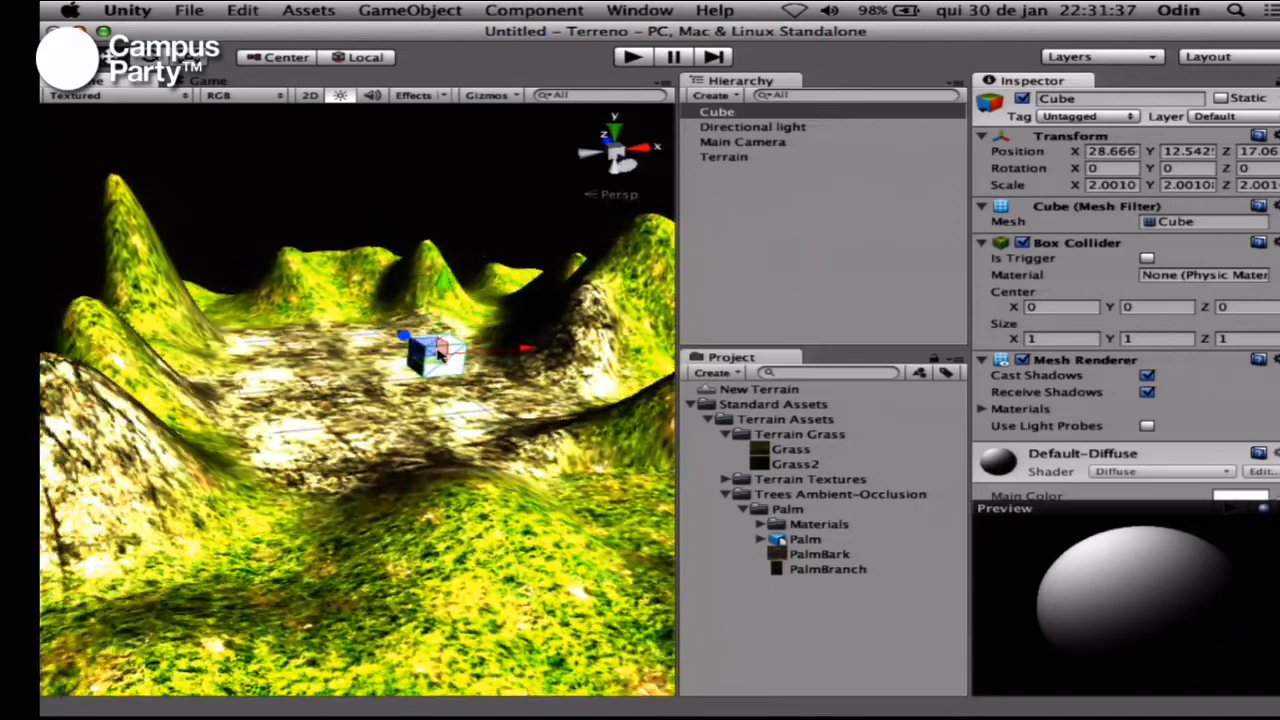 Unity File Edit Assets GameObject Component Window Help 98% qui 30 de jan 22:31:37 Odin
Untitled - Terreno - PC, Mac & Linux Standalone
Campus
Party™
Center Local Layers Layout
Game
Textured RGB 2D Effects Gizmos All
y
z
x
Persp
Hierarchy
Create All
Cube
Directional light
Main Camera
Terrain
Project
Create
New Terrain
Standard Assets
Terrain Assets
Terrain Grass
Grass
Grass2
Terrain Textures
Trees Ambient-Occlusion
Palm
Materials
Palm
PalmBark
PalmBranch
Inspector
Cube Static
Tag Untagged Layer Default
Transform
Position X 28.666 Y 12.542 Z 17.06
Rotation X 0 Y 0 Z 0
Scale X 2.0010 Y 2.0010 Z 2.001
Cube (Mesh Filter)
Mesh Cube
Box Collider
Is Trigger
Material None (Physic Mater
Center
X 0 Y 0 Z 0
Size
X 1 Y 1 Z 1
Mesh Renderer
Cast Shadows
Receive Shadows
Materials
Use Light Probes
Default-Diffuse
Shader Diffuse Edit...
Main Color
Preview